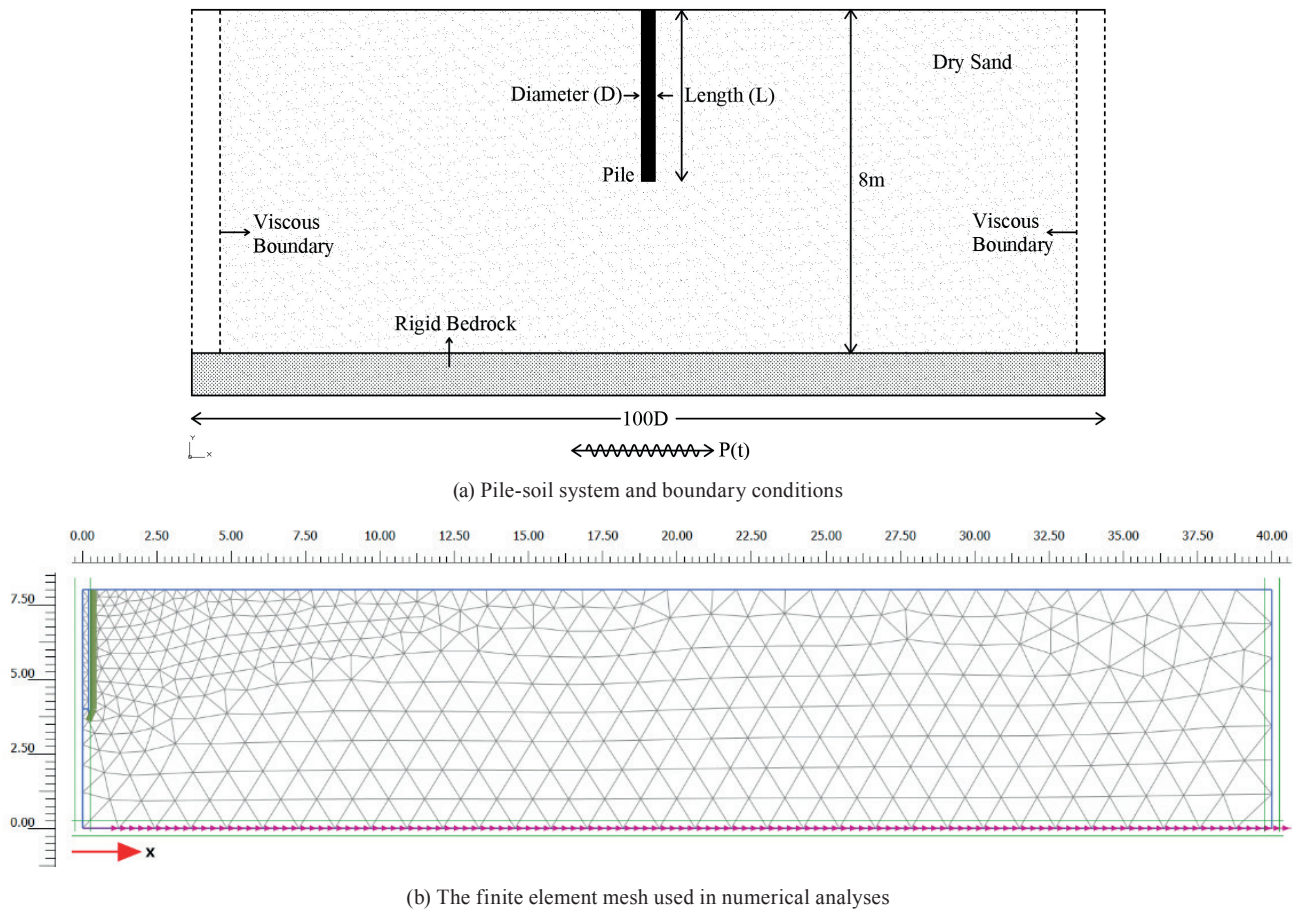 Dry Sand
Diameter (D)
Length (L)
Pile
8m
Viscous
Boundary
Viscous
Boundary
Rigid Bedrock
100D
Y
X
P(t)
(a) Pile-soil system and boundary conditions
0.00 2.50 5.00 7.50 10.00 12.50 15.00 17.50 20.00 22.50 25.00 27.50 30.00 32.50 35.00 37.50 40.00
7.50
5.00
2.50
0.00
x
(b) The finite element mesh used in numerical analyses